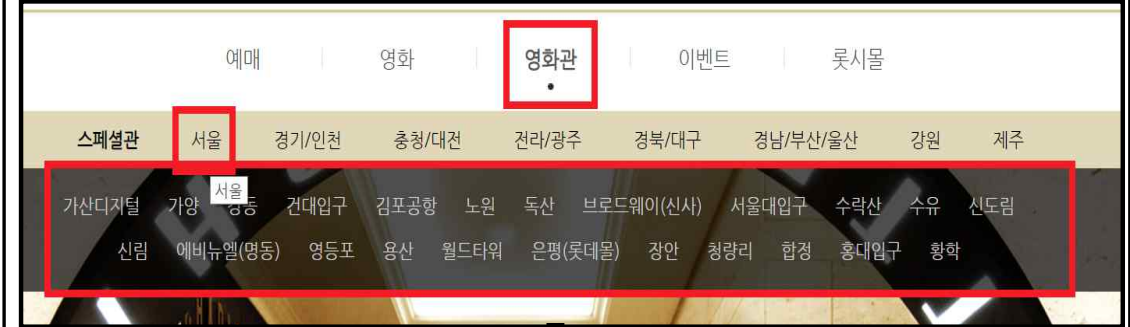 예매 영화 영화관 이벤트 롯시몰
스페셜관 서울 경기/인천 충청/대전 전라/광주 경북/대구 경남/부산/울산 강원 제주
서울
가산디지털 가양 건대입구 김포공항 노원 독산 브로드웨이(신사) 서울대입구 수락산 수유 신도림
신림 에비뉴엘(명동) 영등포 용산 월드타워 은평(롯데몰) 장안 청량리 합정 홍대입구 황학